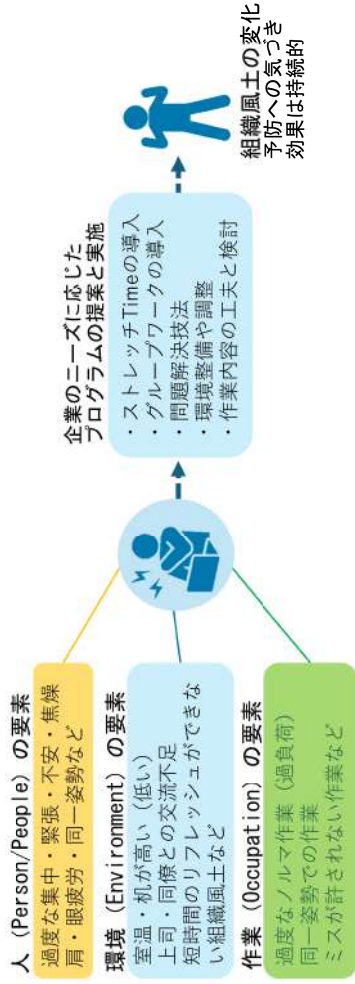 人 (Person/People) の要素
過度な集中・緊張・不安・焦燥
肩・眼疲労・同一姿勢など
環境 (Environment) の要素
室温・机が高い (低い)
上司・同僚との交流不足
短時間のリフレッシュができな
い組織風土など
作業 (Occupation) の要素
過度なノルマ作業 (過負荷)
同一姿勢での作業
ミスが許されない作業など
企業のニーズに応じた
プログラムの提案と実施
・ストレッチTimeの導入
・グループワークの導入
・問題解決技法
・環境整備や調整
・作業内容の工夫と検討
組織風土の変化
予防への気づき
効果は持続的